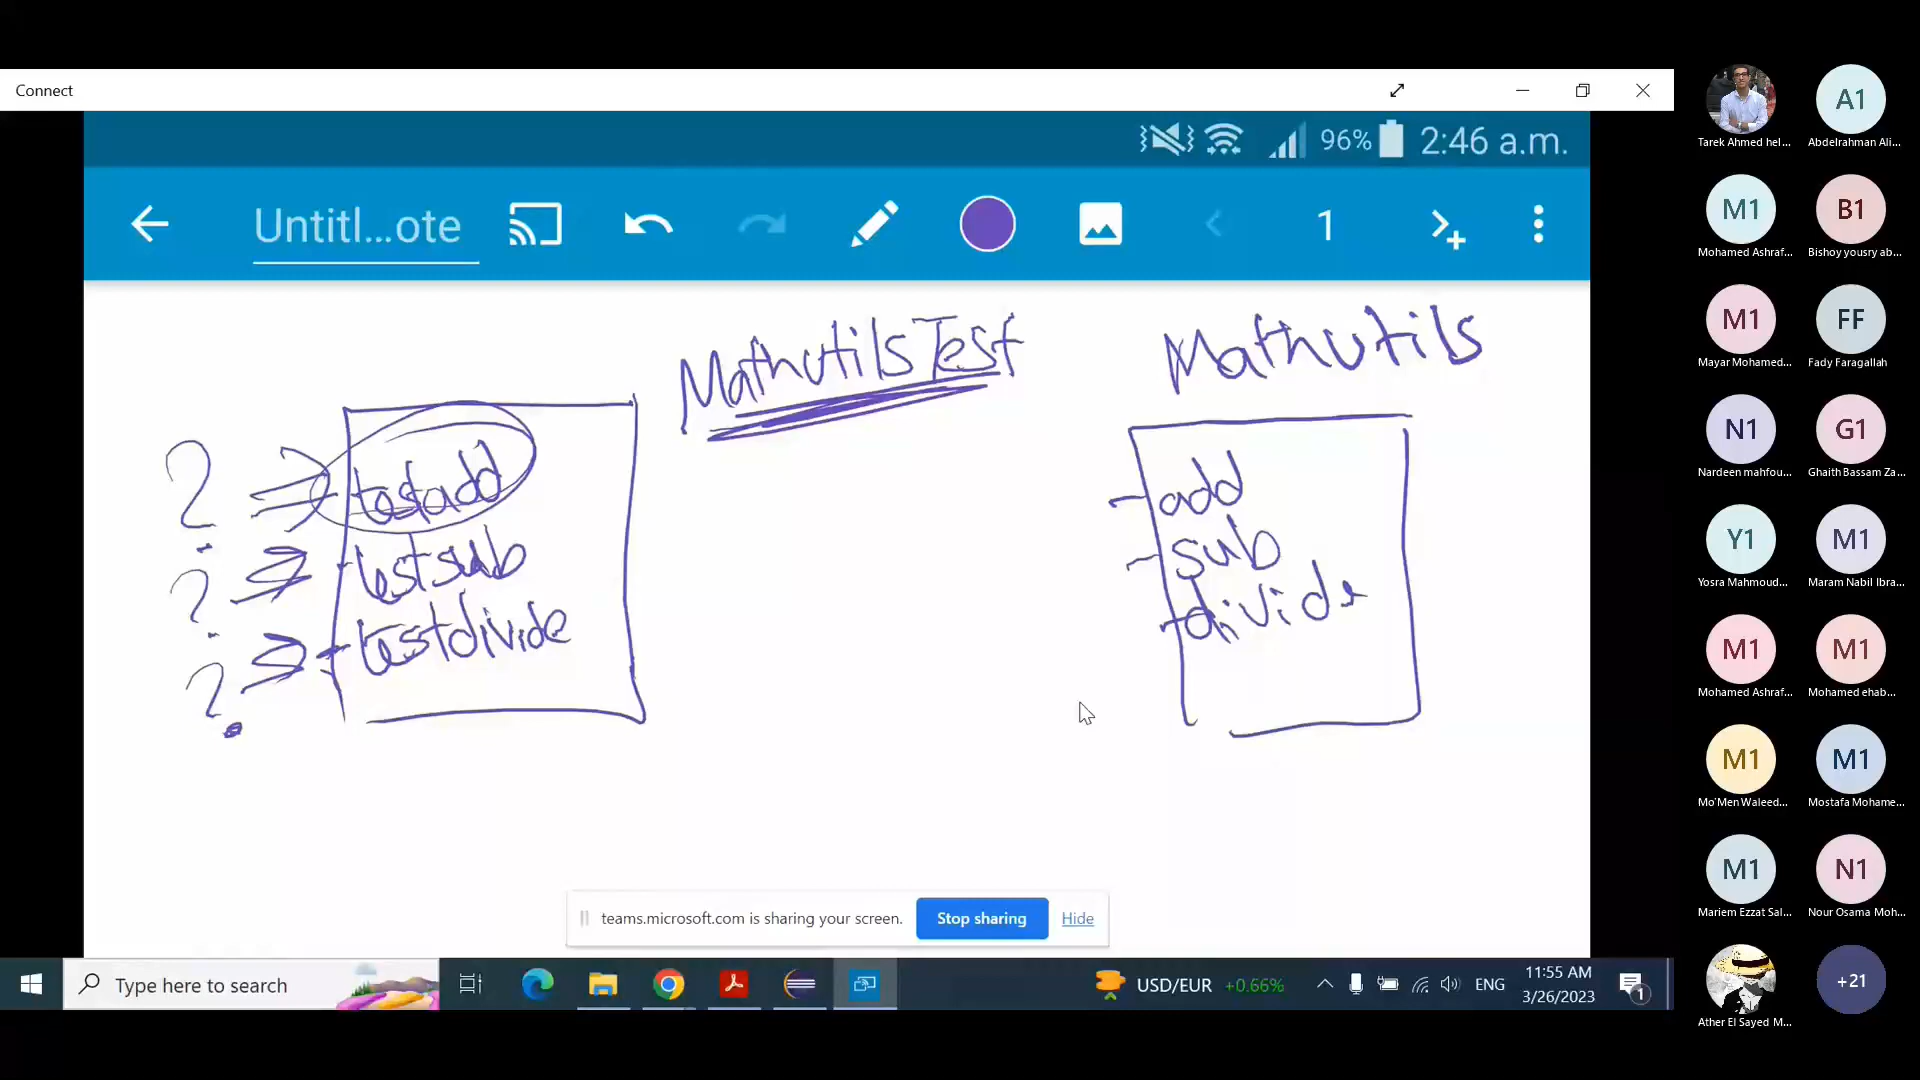 Connect
96% 2:46 a.m.
Untitl...ote
1
MathutilsTest
Mathutils
testadd
testsub
testdivide
?
?
?
add
sub
divide
teams.microsoft.com is sharing your screen.
Stop sharing
Hide
Type here to search
USD/EUR +0.66%
ENG
11:55 AM
3/26/2023
1
Tarek Ahmed hel...
A1
Abdelrahman Ali...
M1
Mohamed Ashraf...
B1
Bishoy yousry ab...
M1
Mayar Mohamed...
FF
Fady Faragallah
N1
Nardeen mahfou...
G1
Ghaith Bassam Za...
Y1
Yosra Mahmoud...
M1
Maram Nabil Ibra...
M1
Mohamed Ashraf...
M1
Mohamed ehab...
M1
Mo'Men Waleed...
M1
Mostafa Mohame...
M1
Mariem Ezzat Sal...
N1
Nour Osama Moh...
Ather El Sayed M...
+21